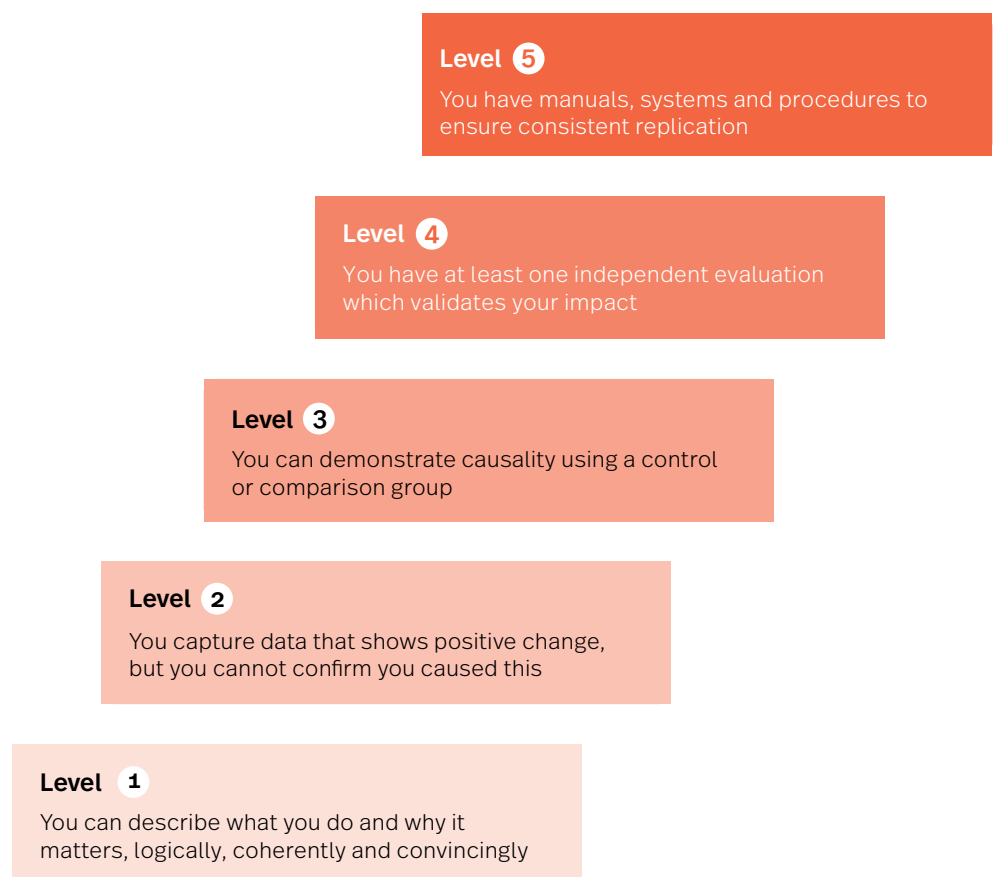 Level 5
You have manuals, systems and procedures to
ensure consistent replication
Level 4
You have at least one independent evaluation
which validates your impact
Level 3
You can demonstrate causality using a control
or comparison group
Level 2
You capture data that shows positive change,
but you cannot confirm you caused this
Level 1
You can describe what you do and why it
matters, logically, coherently and convincingly